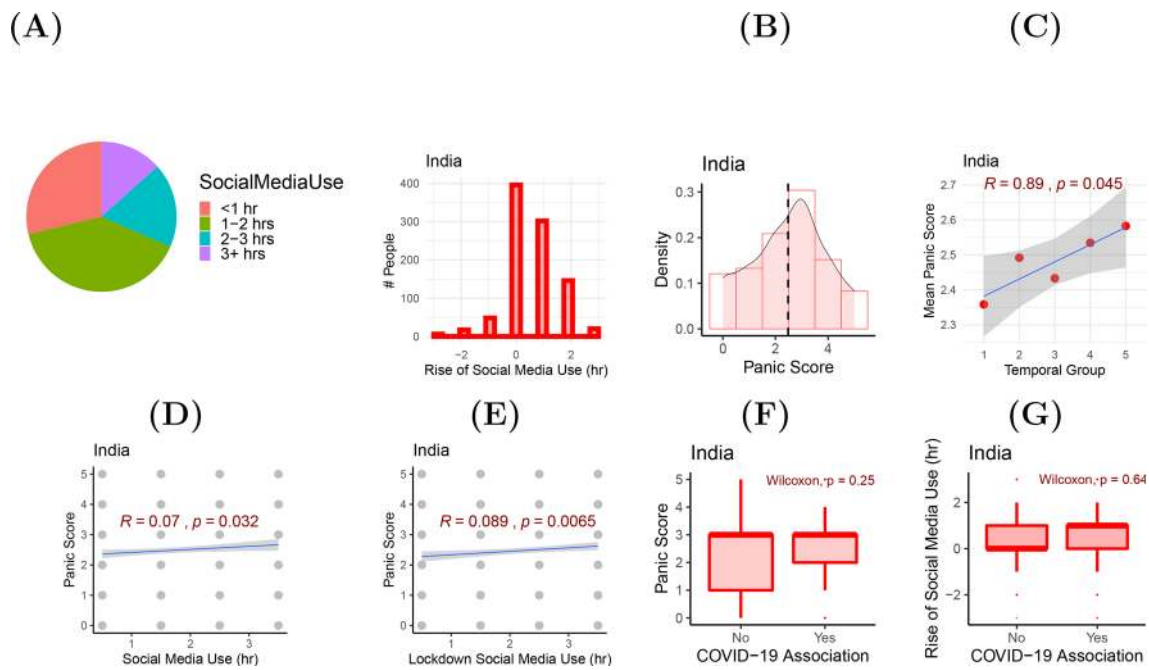 (A)
(B)
(C)
SocialMediaUse
<1 hr
1-2 hrs
2-3 hrs
3+ hrs
India
# People
400
300
200
100
0
-2
0
2
Rise of Social Media Use (hr)
India
Density
0.3
0.2
0.1
0.0
0
2
4
Panic Score
India
R = 0.89 , p = 0.045
Mean Panic Score
2.7
2.6
2.5
2.4
2.3
1
2
3
4
5
Temporal Group
(D)
(E)
(F)
(G)
India
Panic Score
5
4
3
2
1
0
R = 0.07 , p = 0.032
1
2
3
Social Media Use (hr)
India
Panic Score
5
4
3
2
1
0
R = 0.089 , p = 0.0065
1
2
3
Lockdown Social Media Use (hr)
India
Panic Score
5
4
3
2
1
0
Wilcoxon, p = 0.25
No
Yes
COVID-19 Association
India
Rise of Social Media Use (hr)
2
0
-2
Wilcoxon, p = 0.64
No
Yes
COVID-19 Association